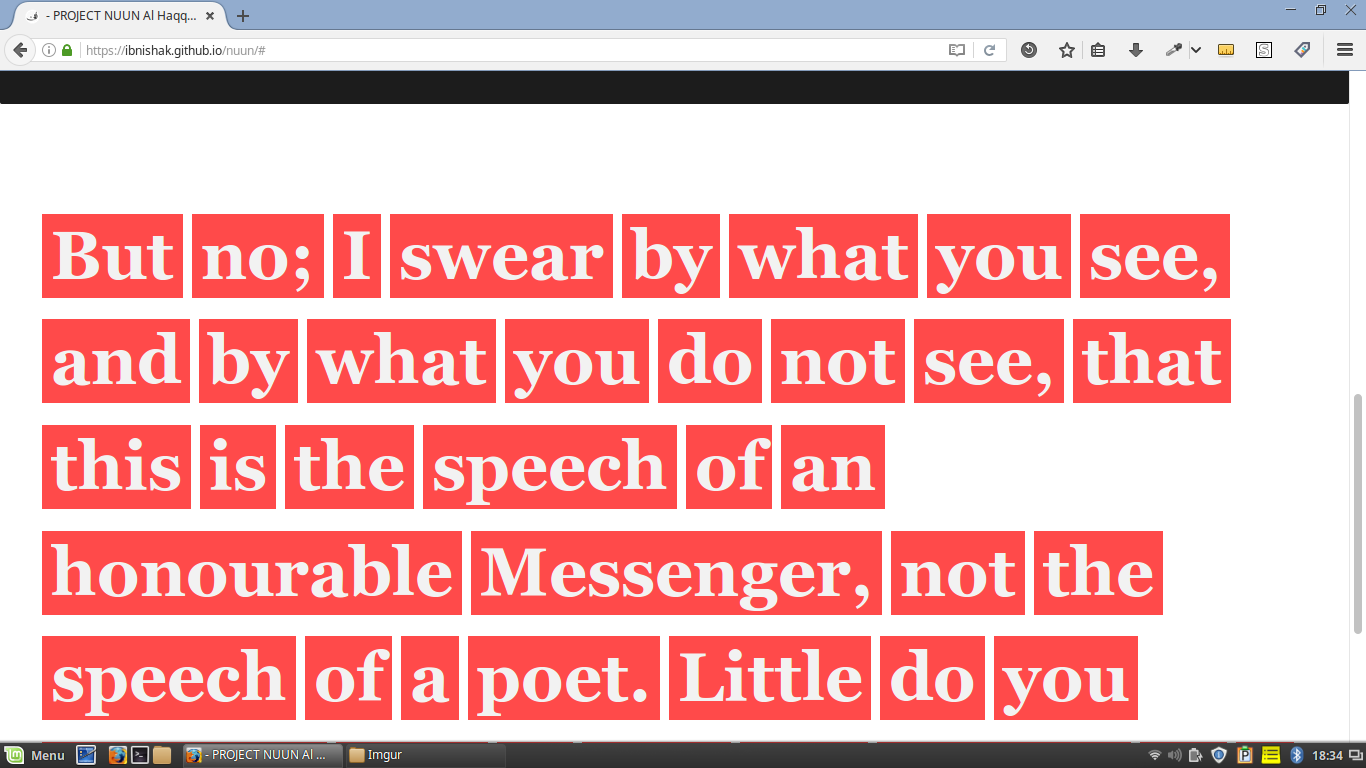 - PROJECT NUUN Al Haqq...
https://ibnishak.github.io/nuun/#
But no; I swear by what you see,
and by what you do not see, that
this is the speech of an
honourable Messenger, not the
speech of a poet. Little do you
Menu
- PROJECT NUUN Al ...
Imgur
18:34